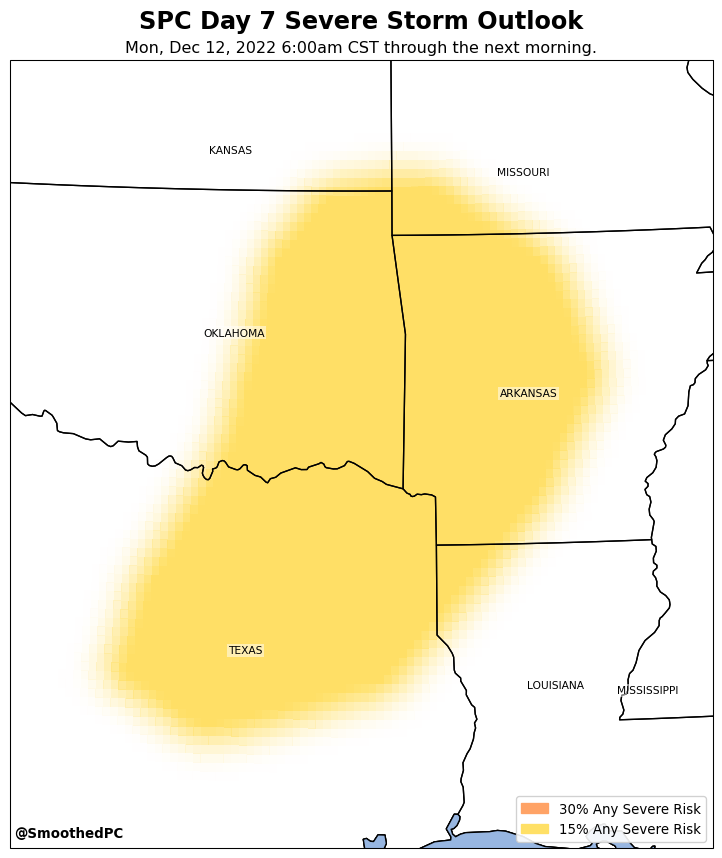 SPC Day 7 Severe Storm Outlook
Mon, Dec 12, 2022 6:00am CST through the next morning.
KANSAS
MISSOURI
OKLAHOMA
ARKANSAS
TEXAS
LOUISIANA
MISSISSIPPI
30% Any Severe Risk
15% Any Severe Risk
@SmoothedPC